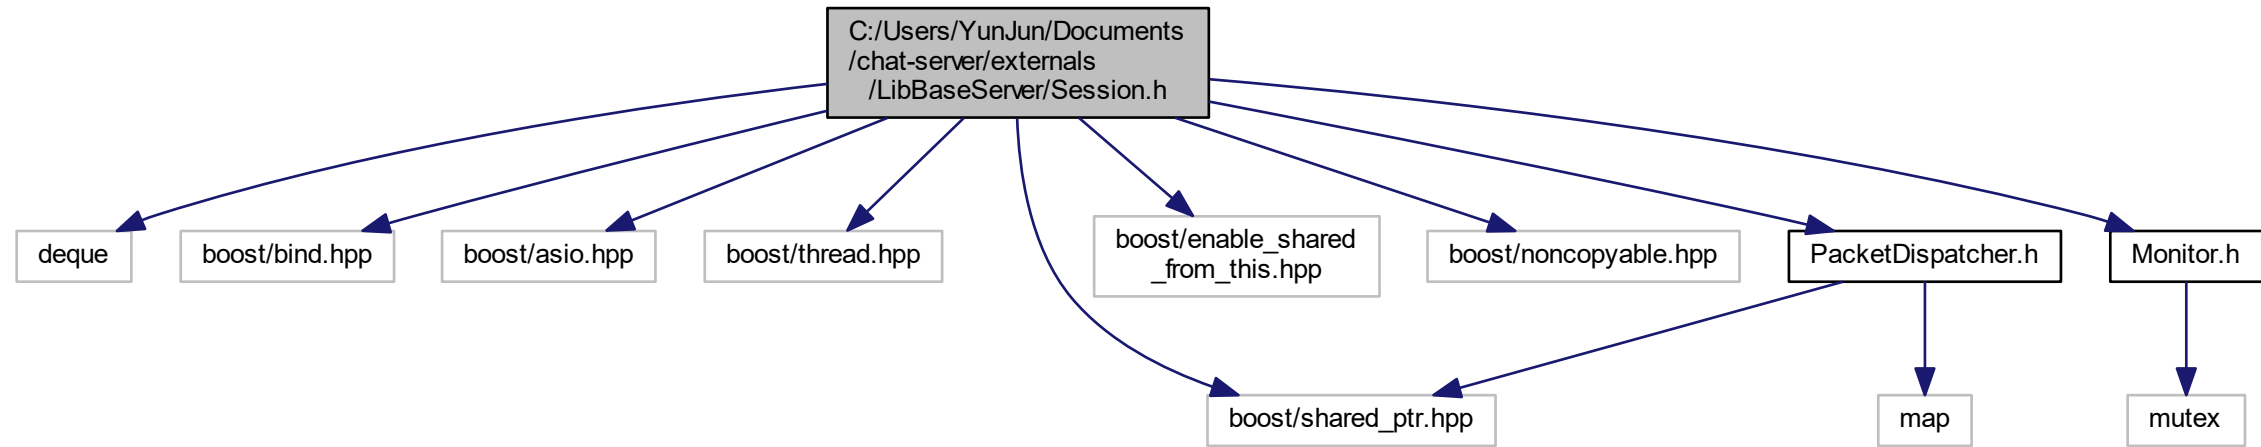 C:/Users/YunJun/Documents
/chat-server/externals
/LibBaseServer/Session.h
deque
boost/bind.hpp
boost/asio.hpp
boost/thread.hpp
boost/enable_shared
_from_this.hpp
boost/noncopyable.hpp
PacketDispatcher.h
Monitor.h
boost/shared_ptr.hpp
map
mutex